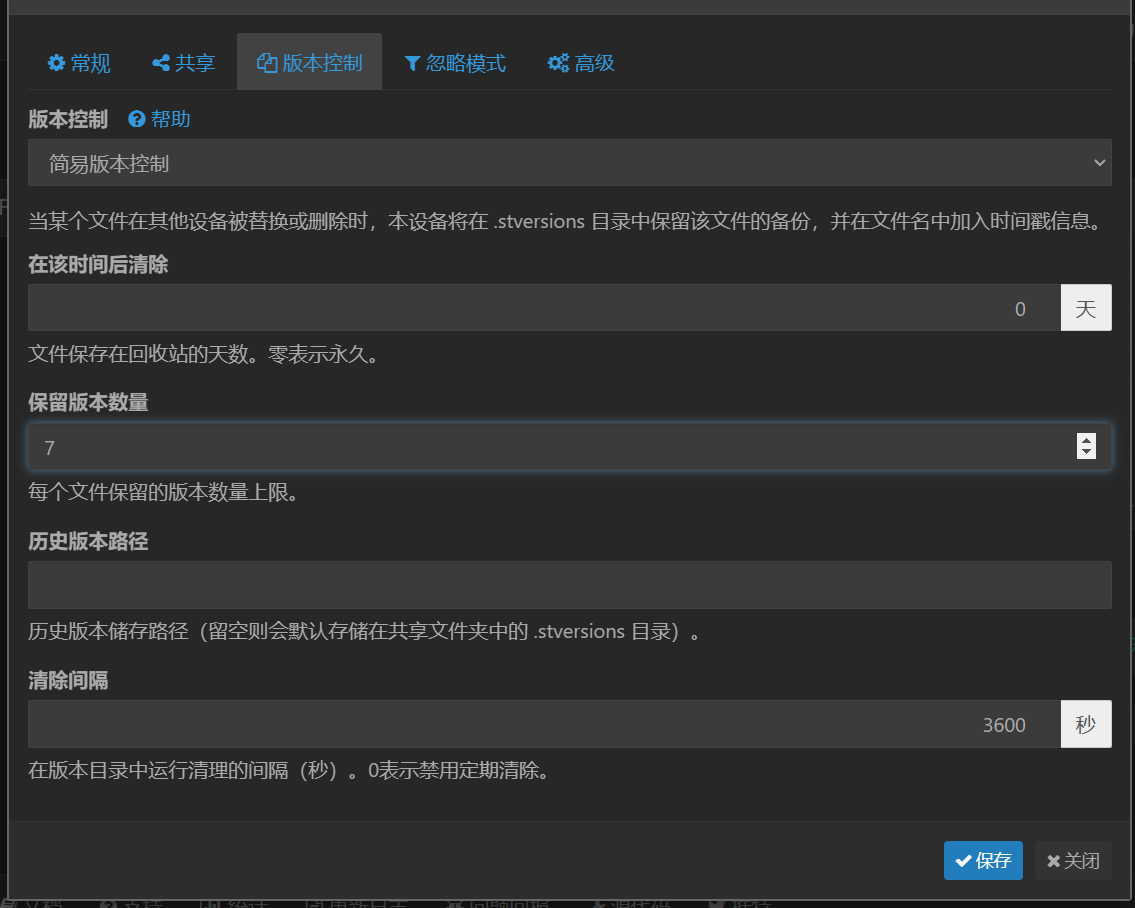 常规 共享 版本控制 忽略模式 高级
版本控制 帮助
简易版本控制
当某个文件在其他设备被替换或删除时，本设备将在 .stversions 目录中保留该文件的备份，并在文件名中加入时间戳信息。
在该时间后清除
0 天
文件保存在回收站的天数。零表示永久。
保留版本数量
7
每个文件保留的版本数量上限。
历史版本路径
历史版本储存路径（留空则会默认存储在共享文件夹中的 .stversions 目录）。
清除间隔
3600 秒
在版本目录中运行清理的间隔（秒）。0表示禁用定期清除。
保存 关闭